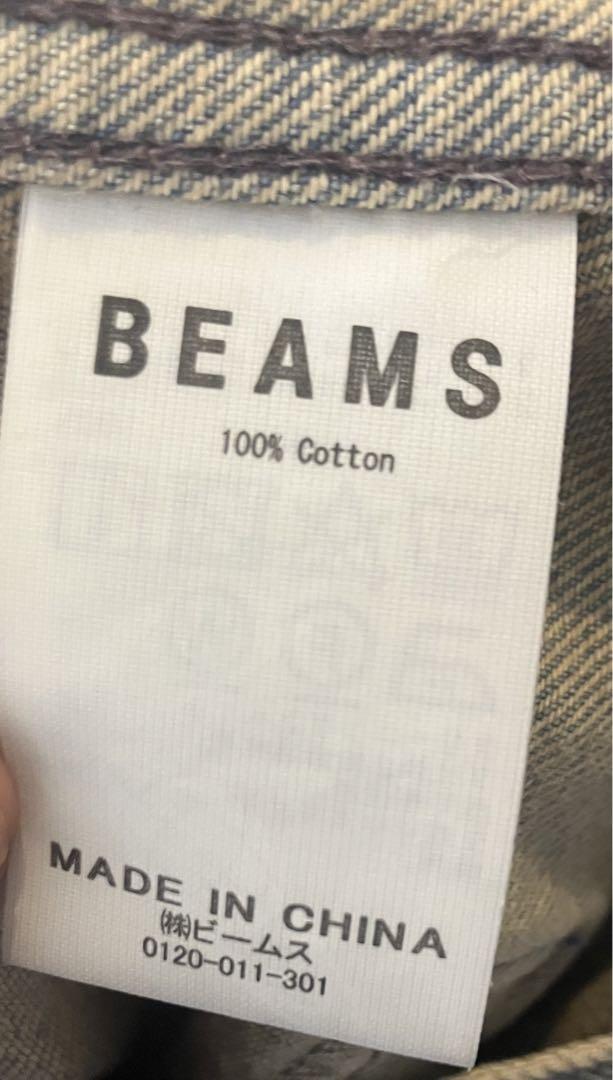 BEAMS
100% Cotton
MADE IN CHINA
㈱ビームス
0120-011-301